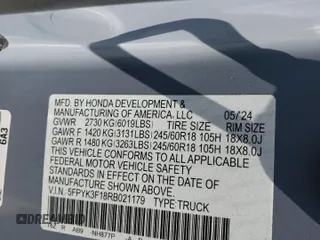 MFD. BY HONDA DEVELOPMENT &
MANUFACTURING OF AMERICA, LLC 05/24
GVWR 2730 KG (6019LBS) TIRE SIZE RIM SIZE
GAWR F 1420 KG(3131LBS) 245/60R18 105H 18X8.0J
GAWR R 1480 KG(3263LBS) 245/60R18 105H 18X8.0J
THIS VEHICLE CONFORMS TO ALL APPLICABLE
FEDERAL MOTOR VEHICLE SAFETY STANDARDS IN
EFFECT ON THE DATE OF MANUFACTURE SHOWN ABOVE.
V.I.N. 5FPYK3F18RB021179 TYPE TRUCK
NH877P
6A3